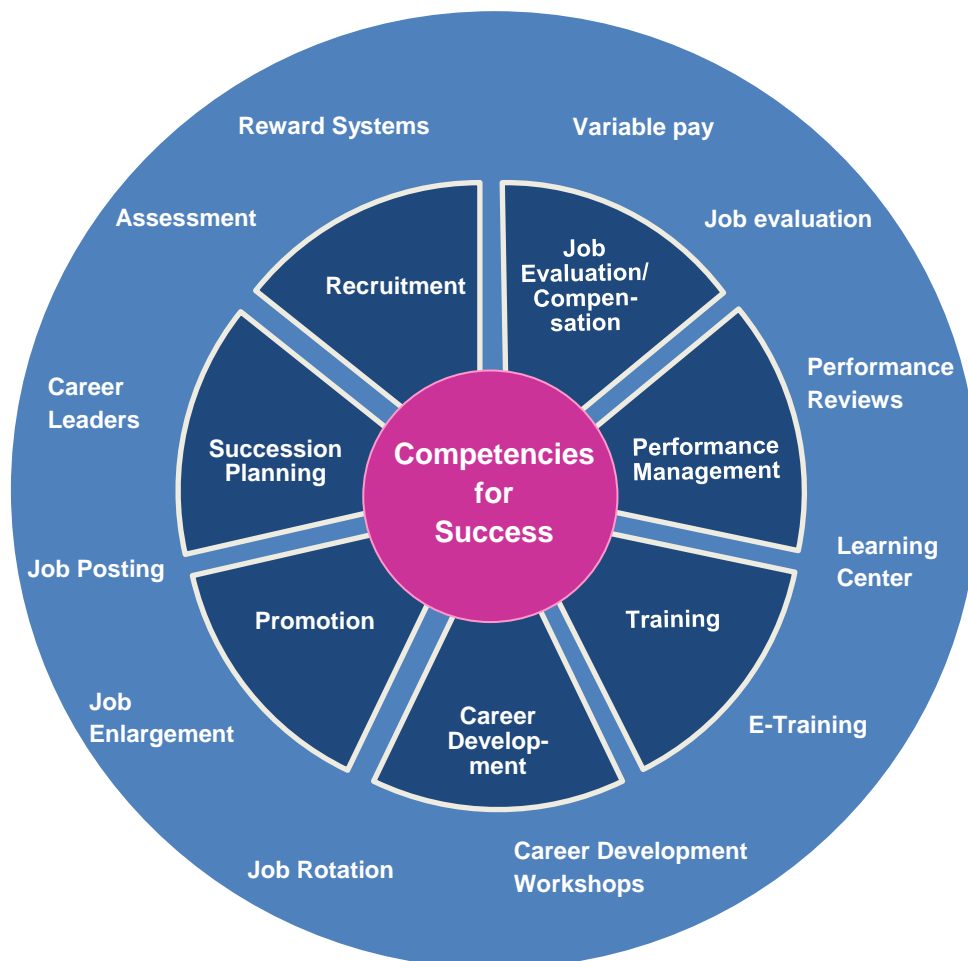 Reward Systems
Variable pay
Assessment
Job evaluation
Recruitment
Job
Evaluation/
Compen-
sation
Career
Leaders
Performance
Reviews
Succession
Planning
Competencies
for
Success
Performance
Management
Job Posting
Learning
Center
Promotion
Training
Job
Enlargement
Career
Develop-
ment
E-Training
Job Rotation
Career Development
Workshops